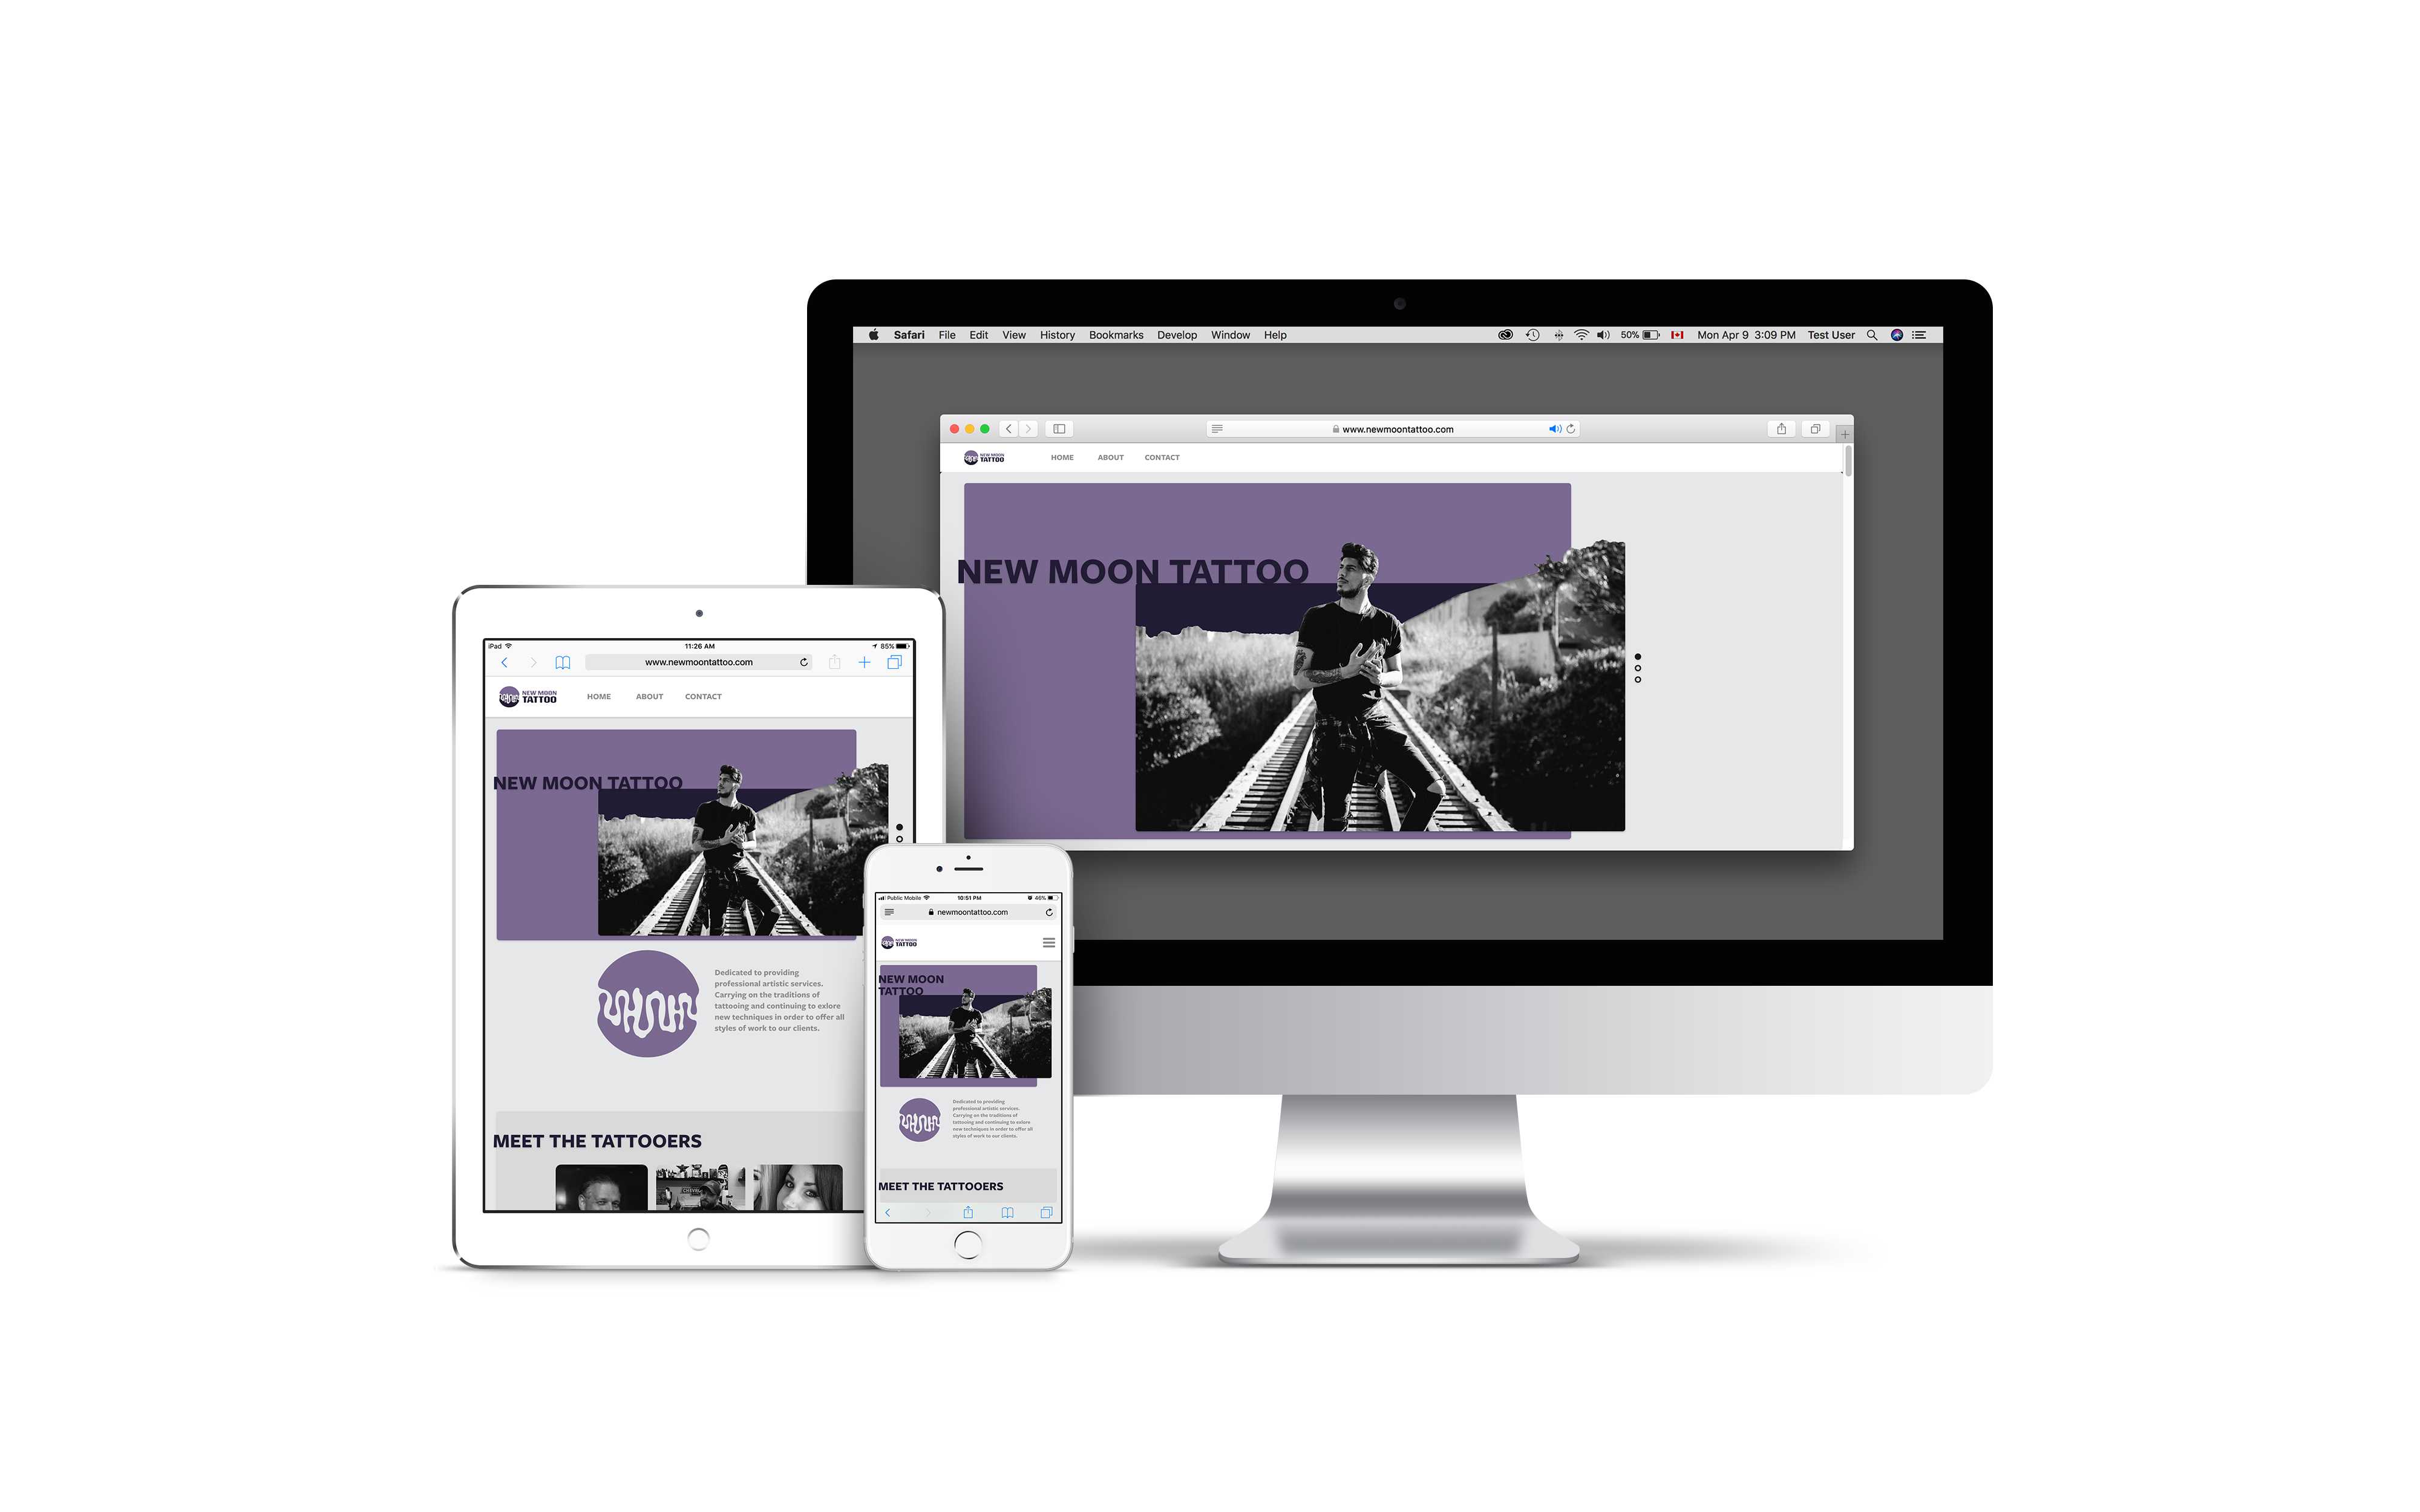 Safari File Edit View History Bookmarks Develop Window Help 50% Mon Apr 9 3:09 PM Test User
www.newmoontattoo.com
NEW MOON
TATTOO
HOME ABOUT CONTACT
NEW MOON TATTOO
iPad 11:26 AM 85%
www.newmoontattoo.com
NEW MOON
TATTOO
HOME ABOUT CONTACT
NEW MOON TATTOO
Dedicated to providing
professional artistic services.
Carrying on the traditions of
tattooing and continuing to exlore
new techniques in order to offer all
styles of work to our clients.
MEET THE TATTOOERS
CHEVROL
Public Mobile 10:51 PM 46%
newmoontattoo.com
NEW MOON
TATTOO
NEW MOON
TATTOO
Dedicated to providing
professional artistic services.
Carrying on the traditions of
tattooing and continuing to exlore
new techniques in order to offer all
styles of work to our clients.
MEET THE TATTOOERS